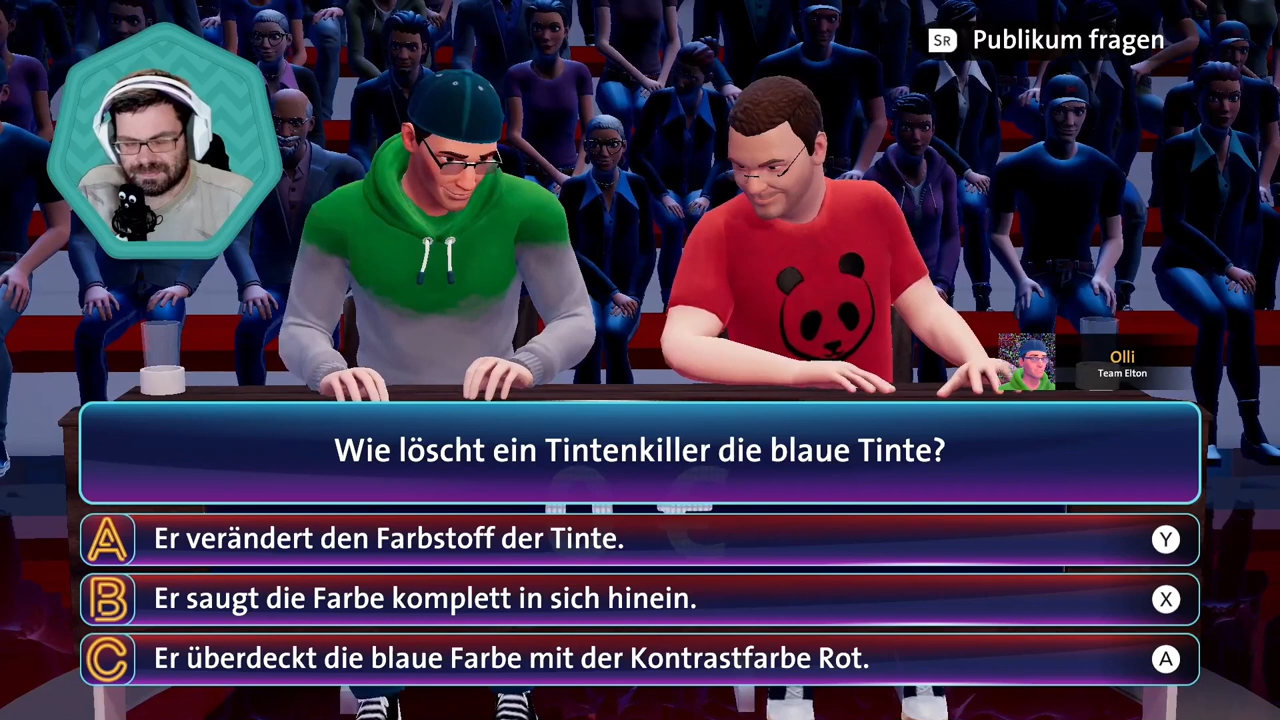 SR Publikum fragen
Olli
Team Elton
Wie löscht ein Tintenkiller die blaue Tinte?
A Er verändert den Farbstoff der Tinte. Y
B Er saugt die Farbe komplett in sich hinein. X
C Er überdeckt die blaue Farbe mit der Kontrastfarbe Rot. A